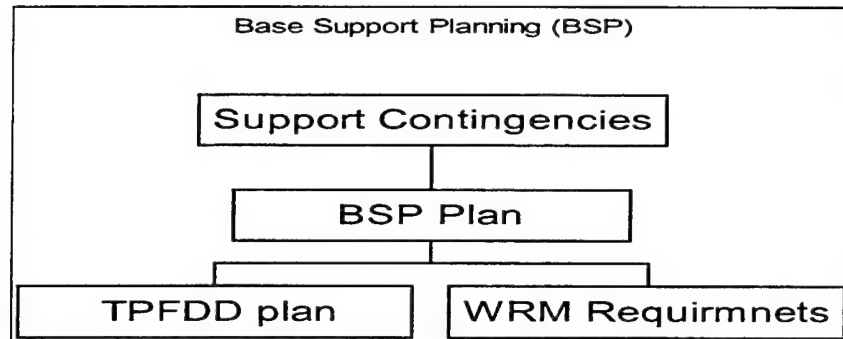 Base Support Planning (BSP)
Support Contingencies
BSP Plan
TPFDD plan
WRM Requirmnets